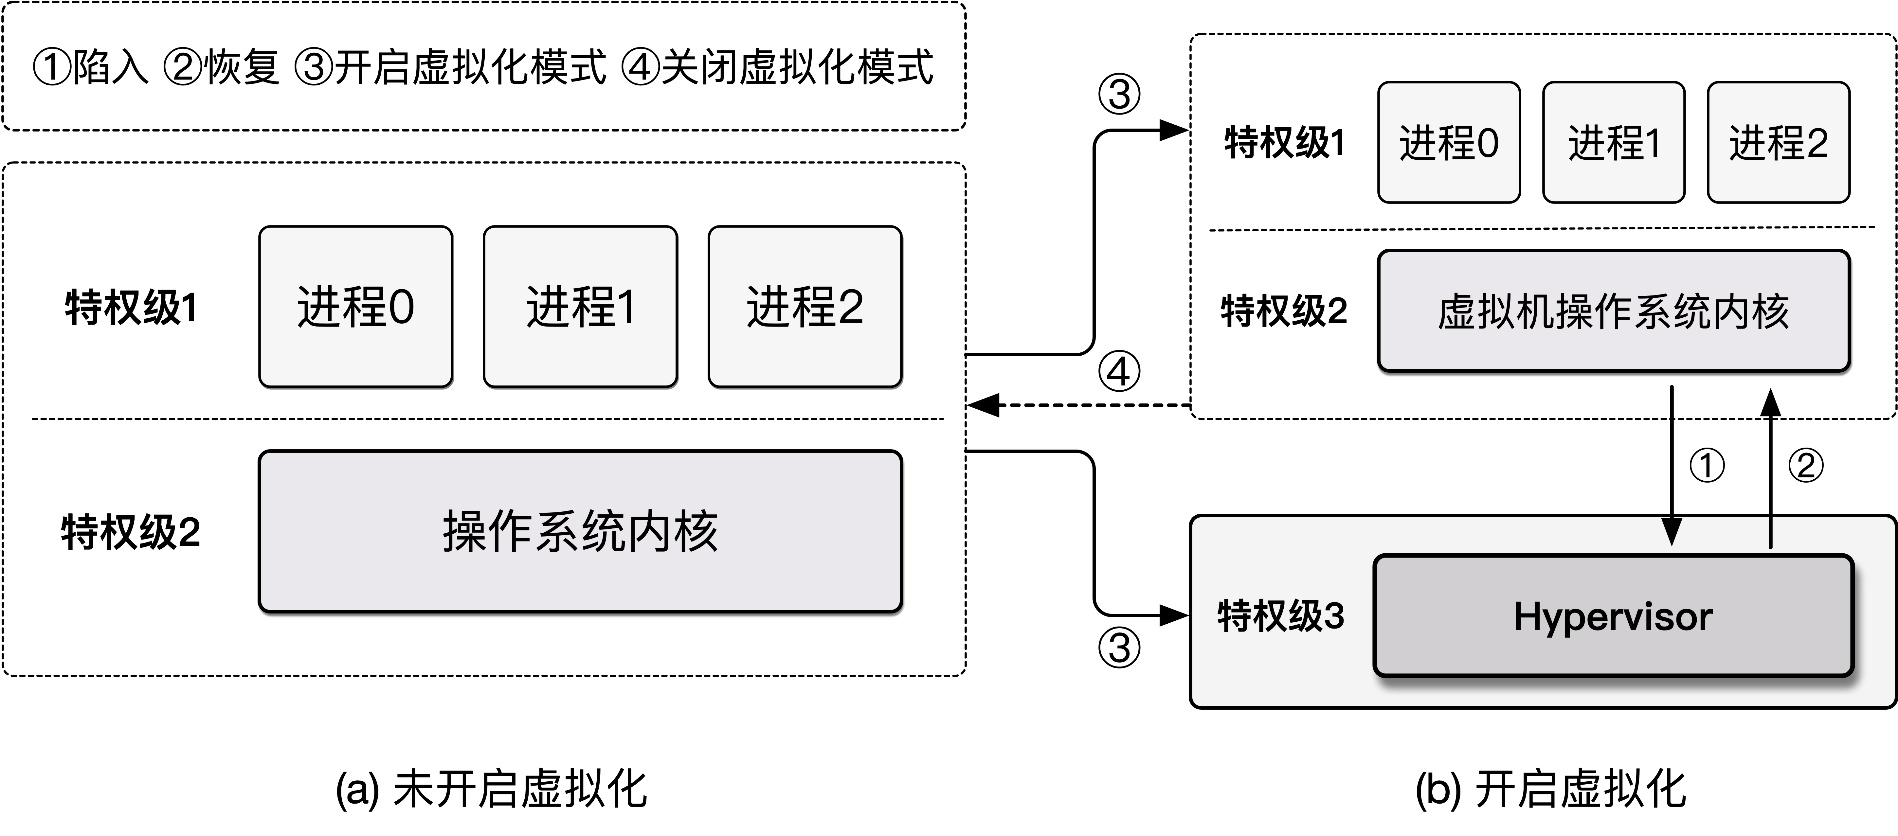 ①陷入 ②恢复 ③开启虚拟化模式 ④关闭虚拟化模式
特权级1
进程0
进程1
进程2
特权级2
操作系统内核
(a) 未开启虚拟化
③
④
③
特权级1
进程0
进程1
进程2
特权级2
虚拟机操作系统内核
①
②
特权级3
Hypervisor
(b) 开启虚拟化